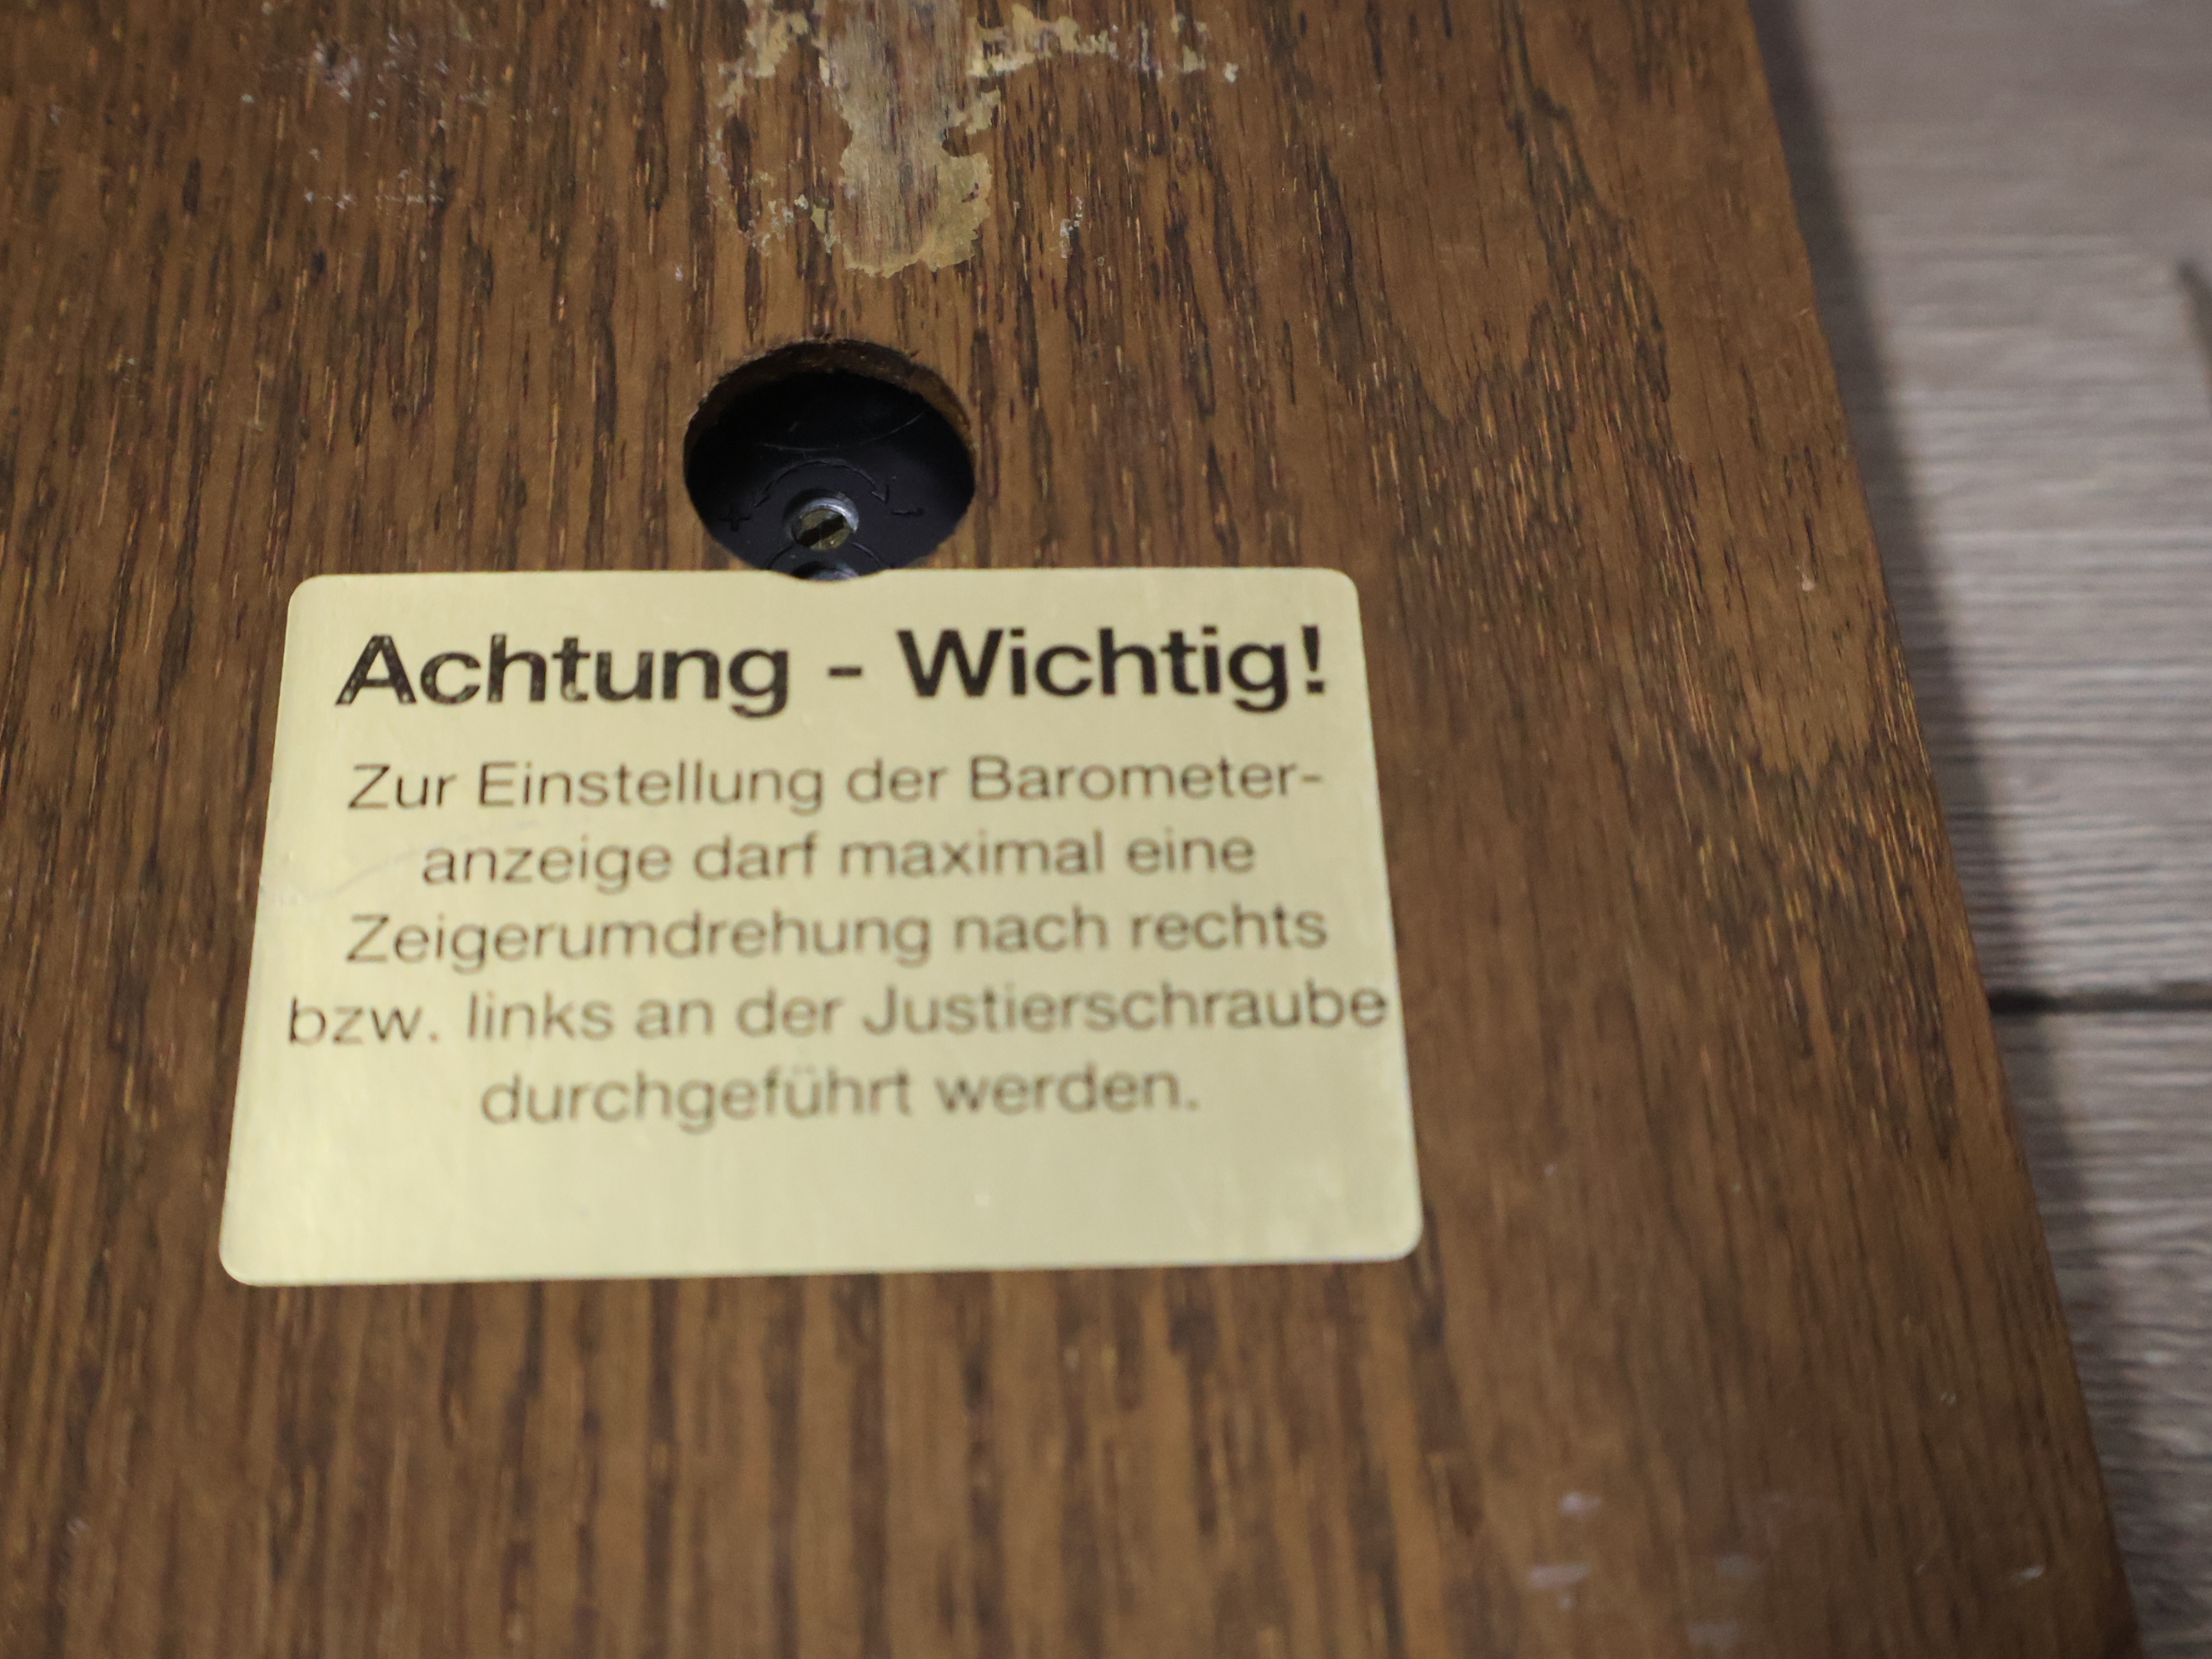 Achtung - Wichtig!
Zur Einstellung der Barometer-
anzeige darf maximal eine
Zeigerumdrehung nach rechts
bzw. links an der Justierschraube
durchgeführt werden.